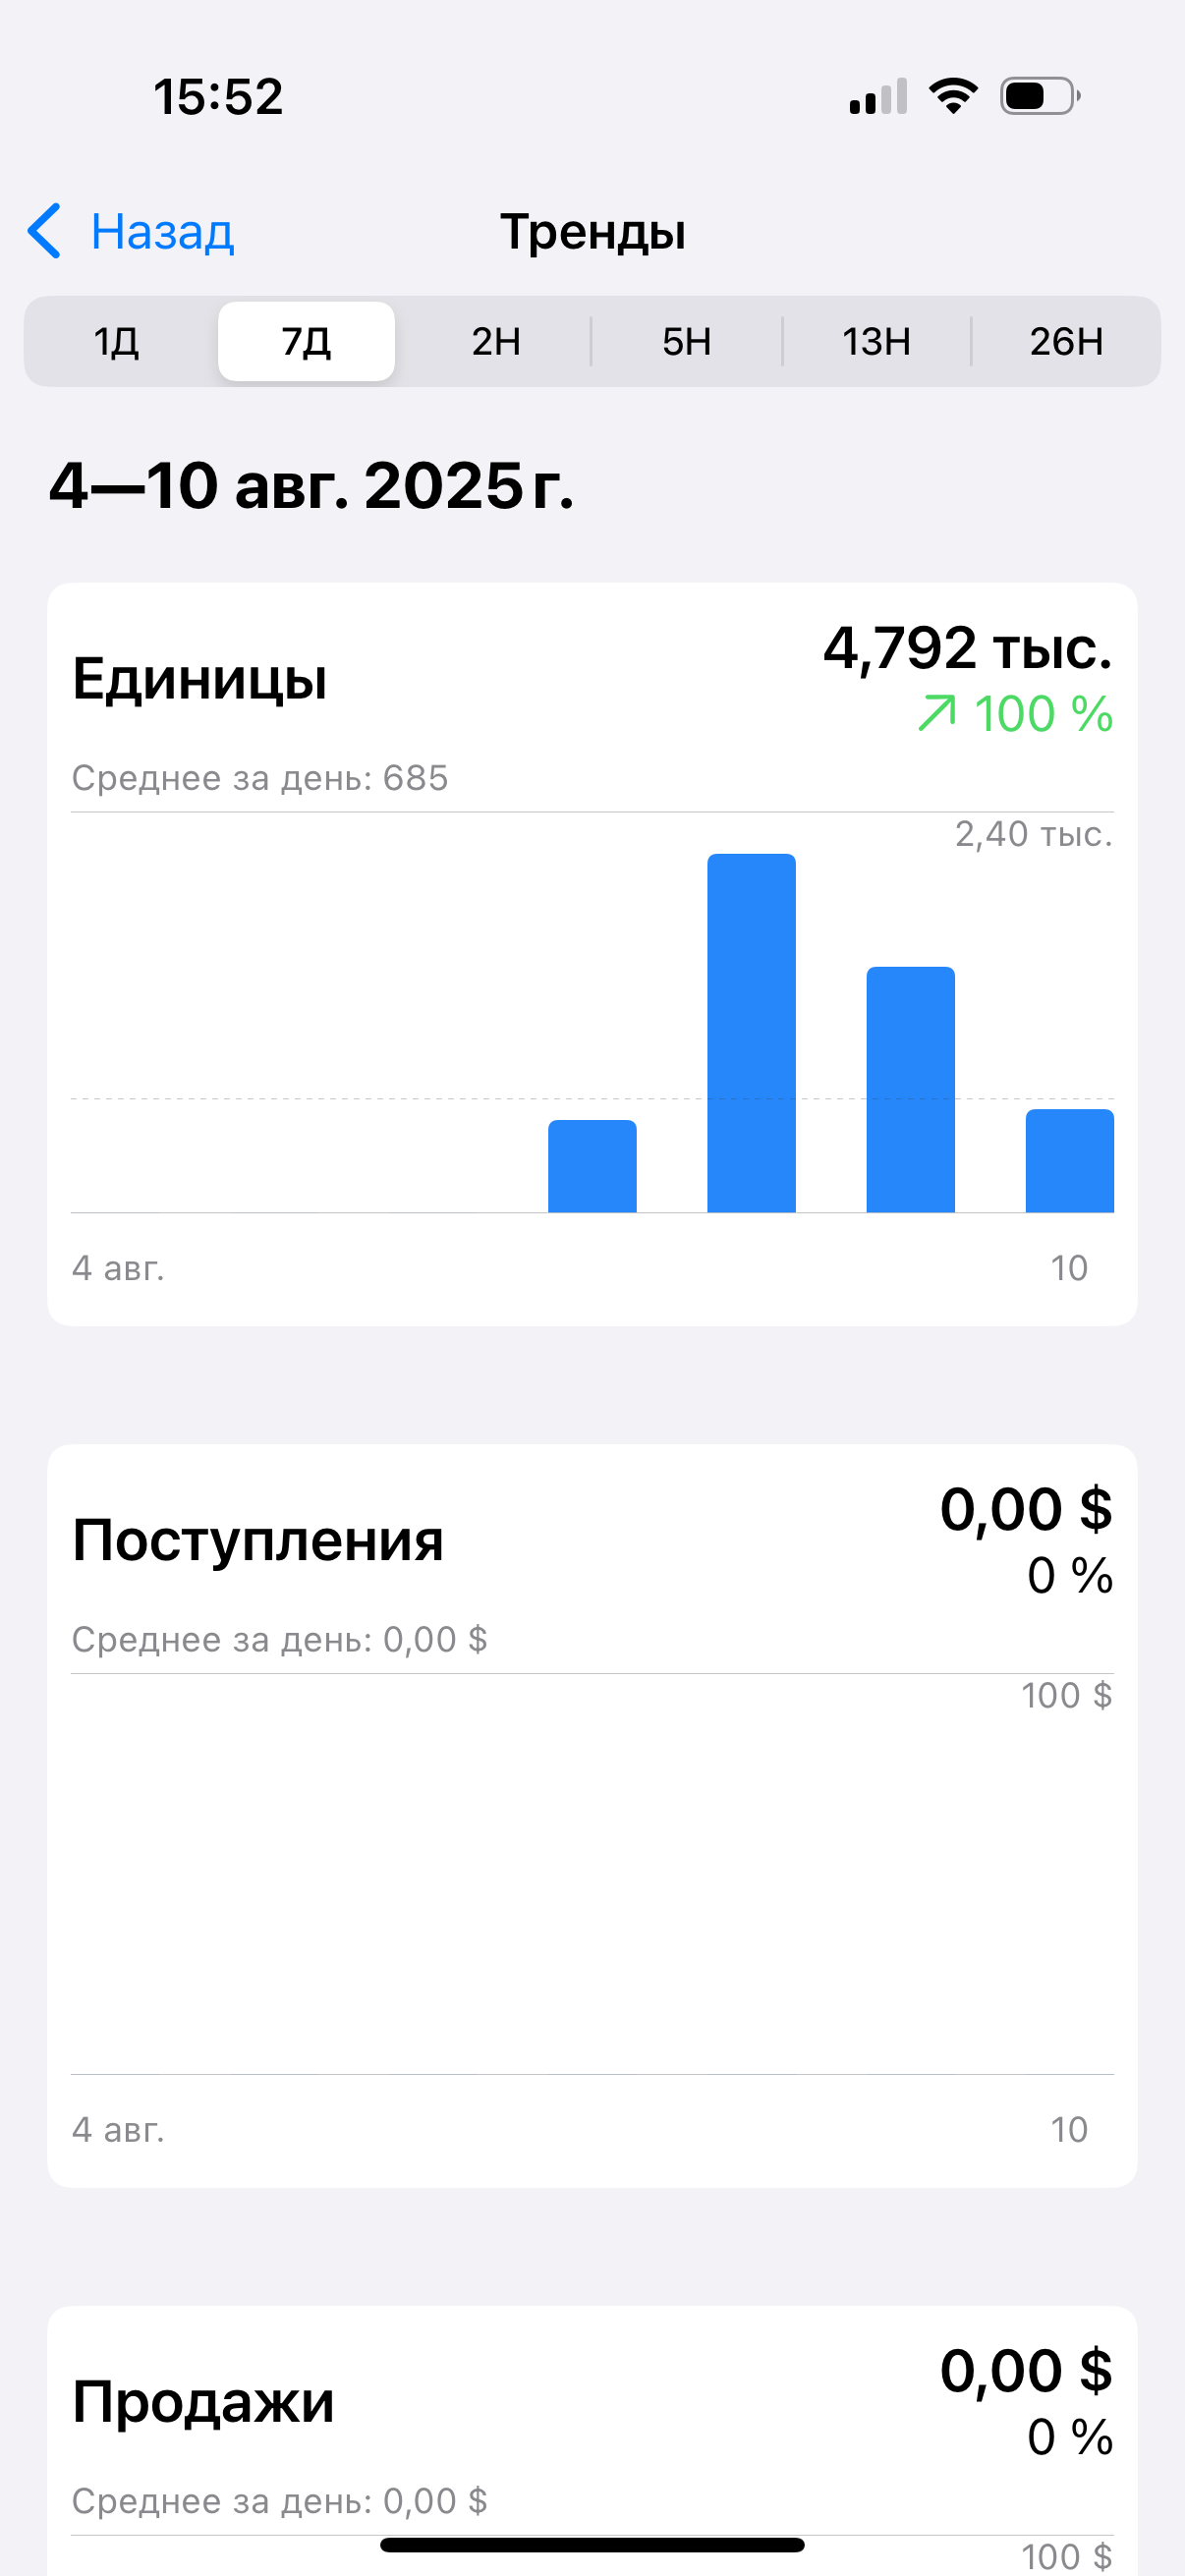 15:52
Назад
Тренды
1Д 7Д 2Н 5Н 13Н 26Н
4—10 авг. 2025 г.
Единицы
4,792 тыс.
100 %
Среднее за день: 685
2,40 тыс.
4 авг. 10
Поступления
0,00 $
0 %
Среднее за день: 0,00 $
100 $
4 авг. 10
Продажи
0,00 $
0 %
Среднее за день: 0,00 $
100 $